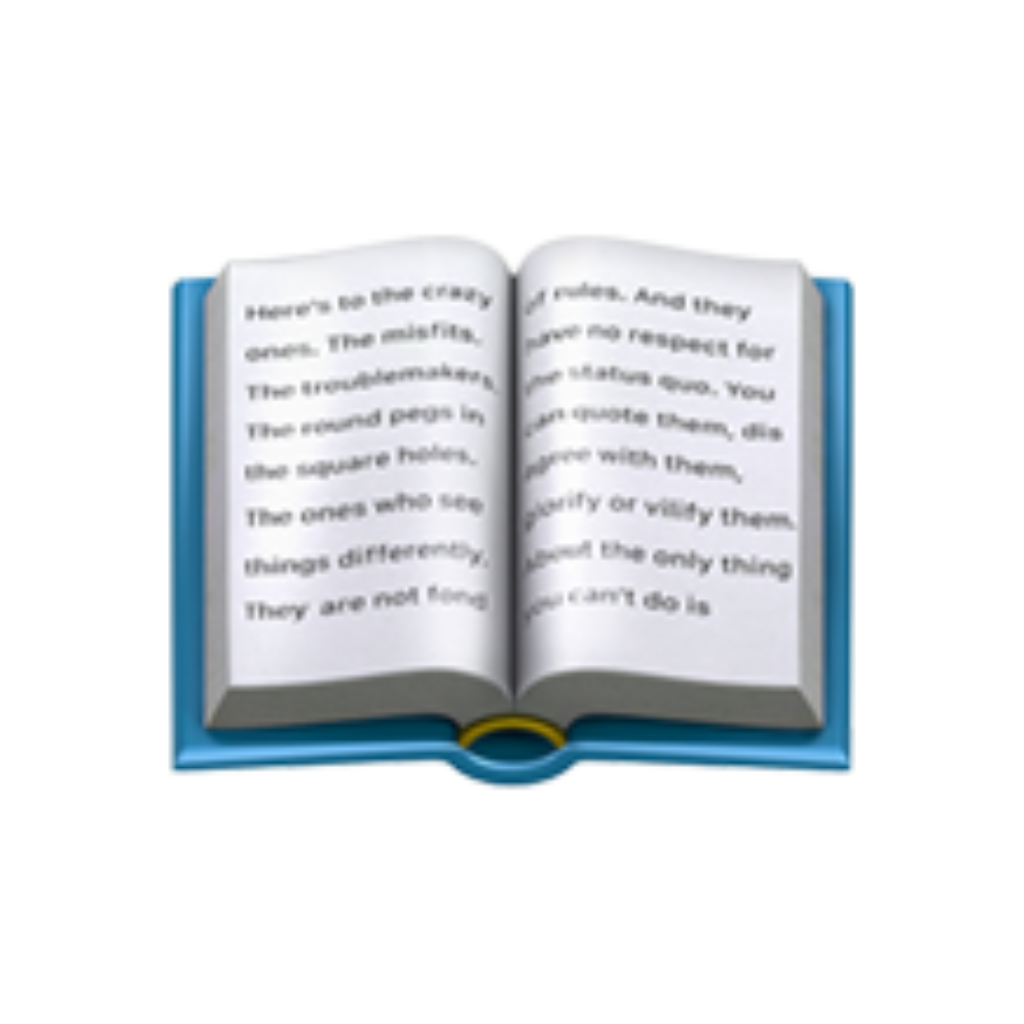 Here's to the crazy
ones. The misfits.
The troublemakers.
The round pegs in
the square holes.
The ones who see
things differently.
They are not fond
of rules. And they
have no respect for
the status quo. You
can quote them, dis
agree with them,
glorify or vilify them.
About the only thing
you can't do is